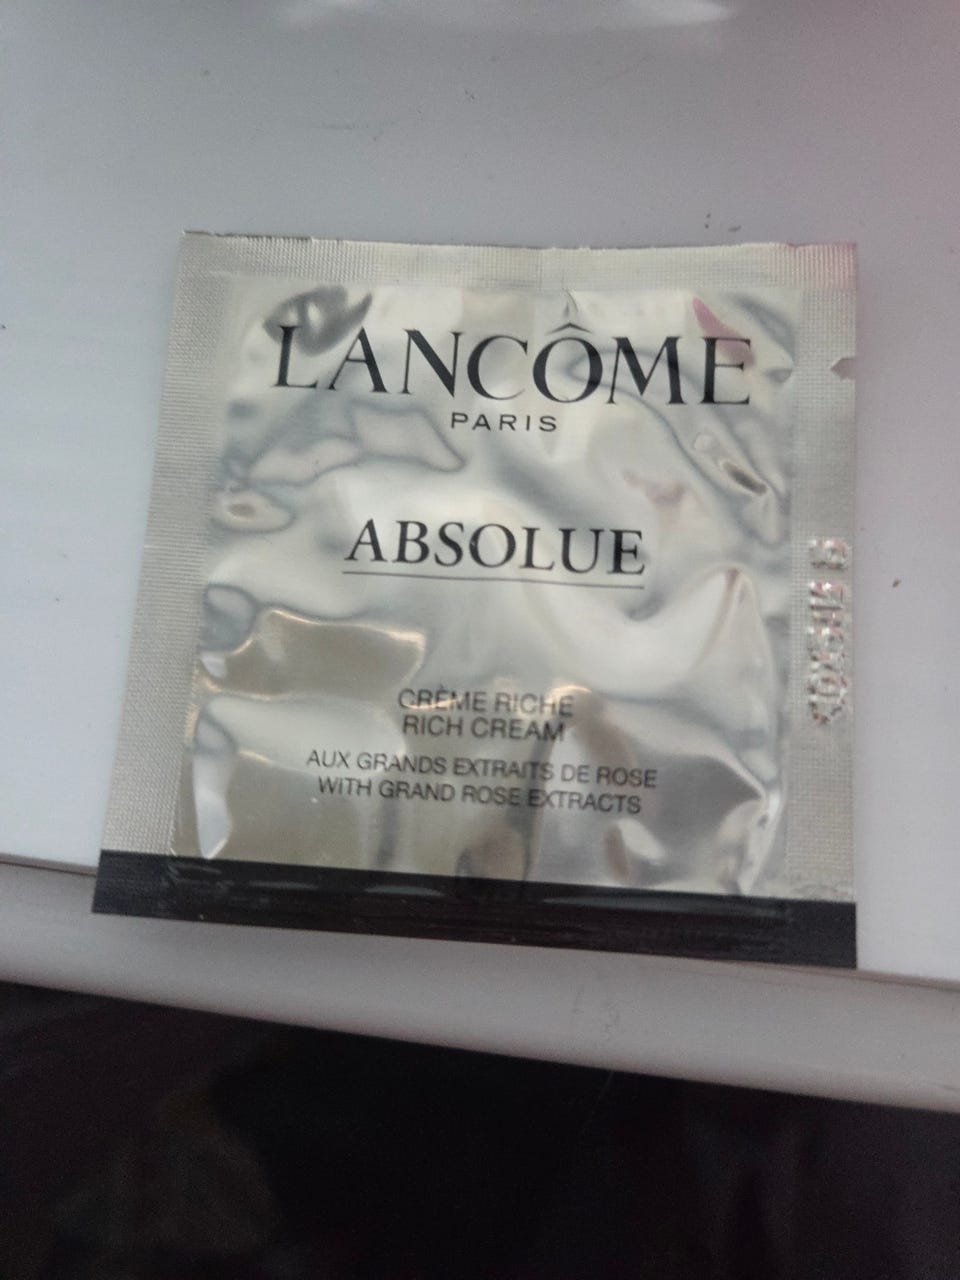 LANCÔME
PARIS
ABSOLUE
CRÈME RICHE
RICH CREAM
AUX GRANDS EXTRAITS DE ROSE
WITH GRAND ROSE EXTRACTS